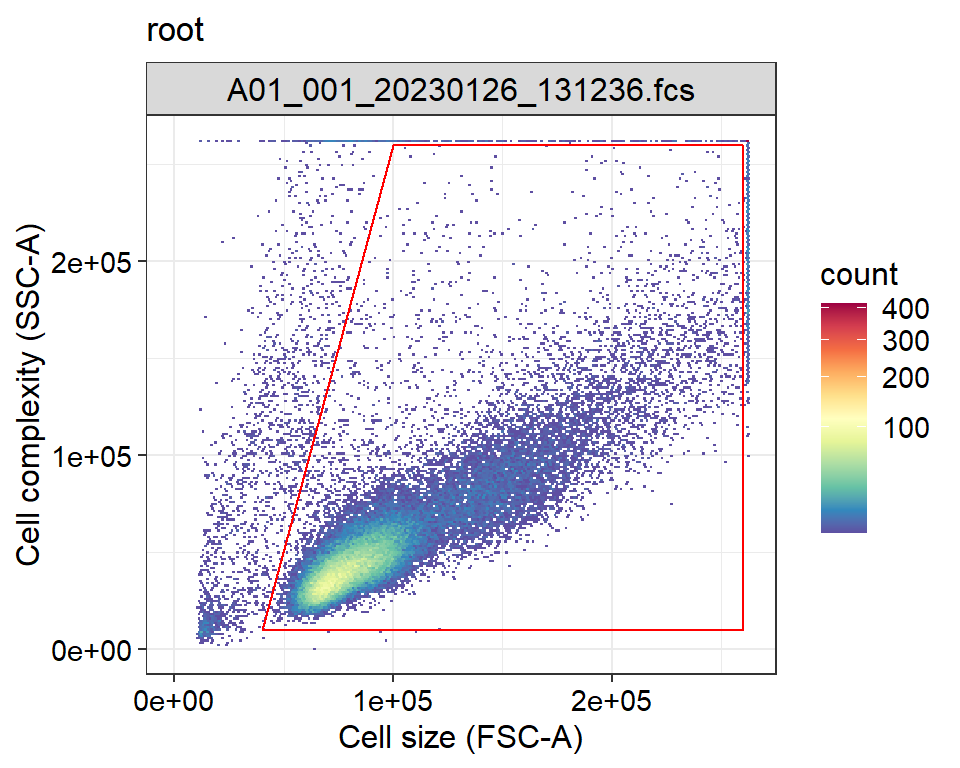 root
A01_001_20230126_131236.fcs
Cell complexity (SSC-A)
2e+05
1e+05
0e+00
0e+00 1e+05 2e+05
Cell size (FSC-A)
count
400
300
200
100